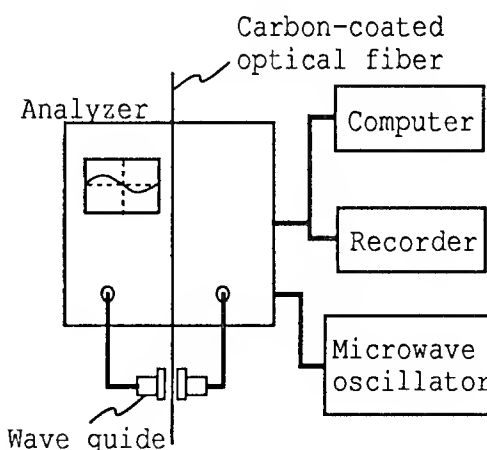 Carbon-coated
optical fiber
Analyzer
Computer
Recorder
Microwave
oscillator
Wave guide